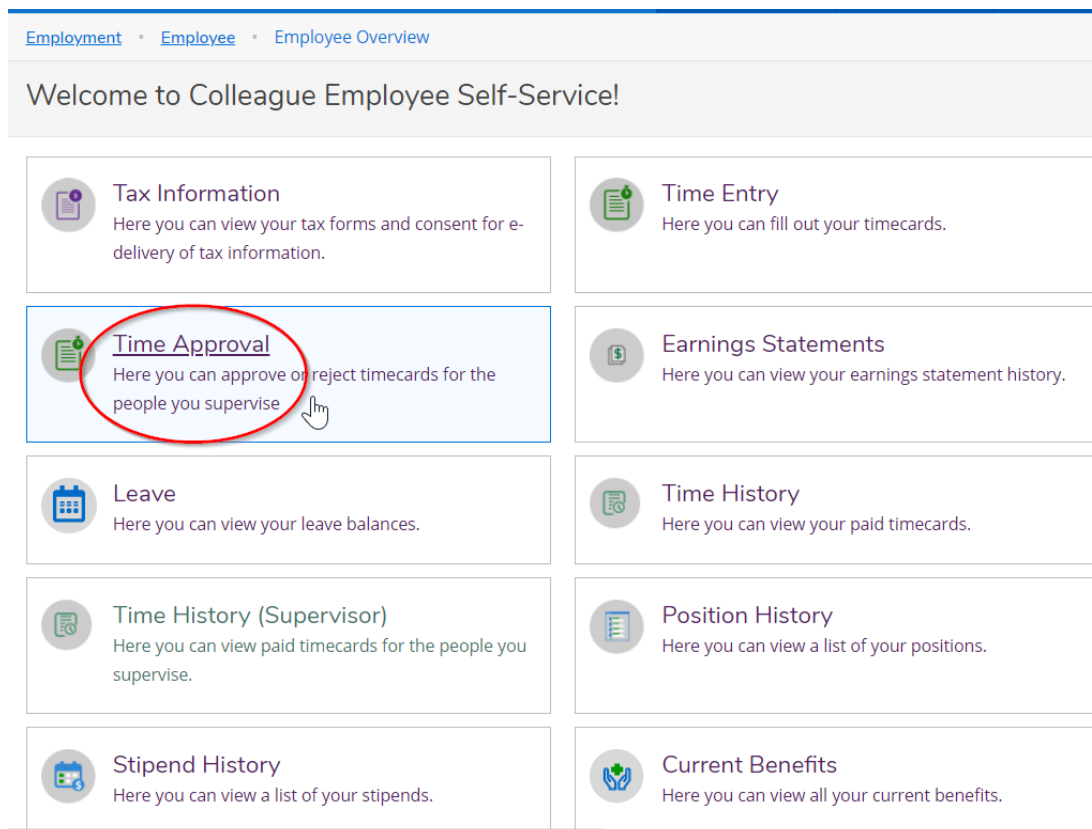 Employment • Employee • Employee Overview
Welcome to Colleague Employee Self-Service!
Tax Information
Here you can view your tax forms and consent for e-
delivery of tax information.
Time Entry
Here you can fill out your timecards.
Time Approval
Here you can approve or reject timecards for the
people you supervise
Earnings Statements
Here you can view your earnings statement history.
Leave
Here you can view your leave balances.
Time History
Here you can view your paid timecards.
Time History (Supervisor)
Here you can view paid timecards for the people you
supervise.
Position History
Here you can view a list of your positions.
Stipend History
Here you can view a list of your stipends.
Current Benefits
Here you can view all your current benefits.